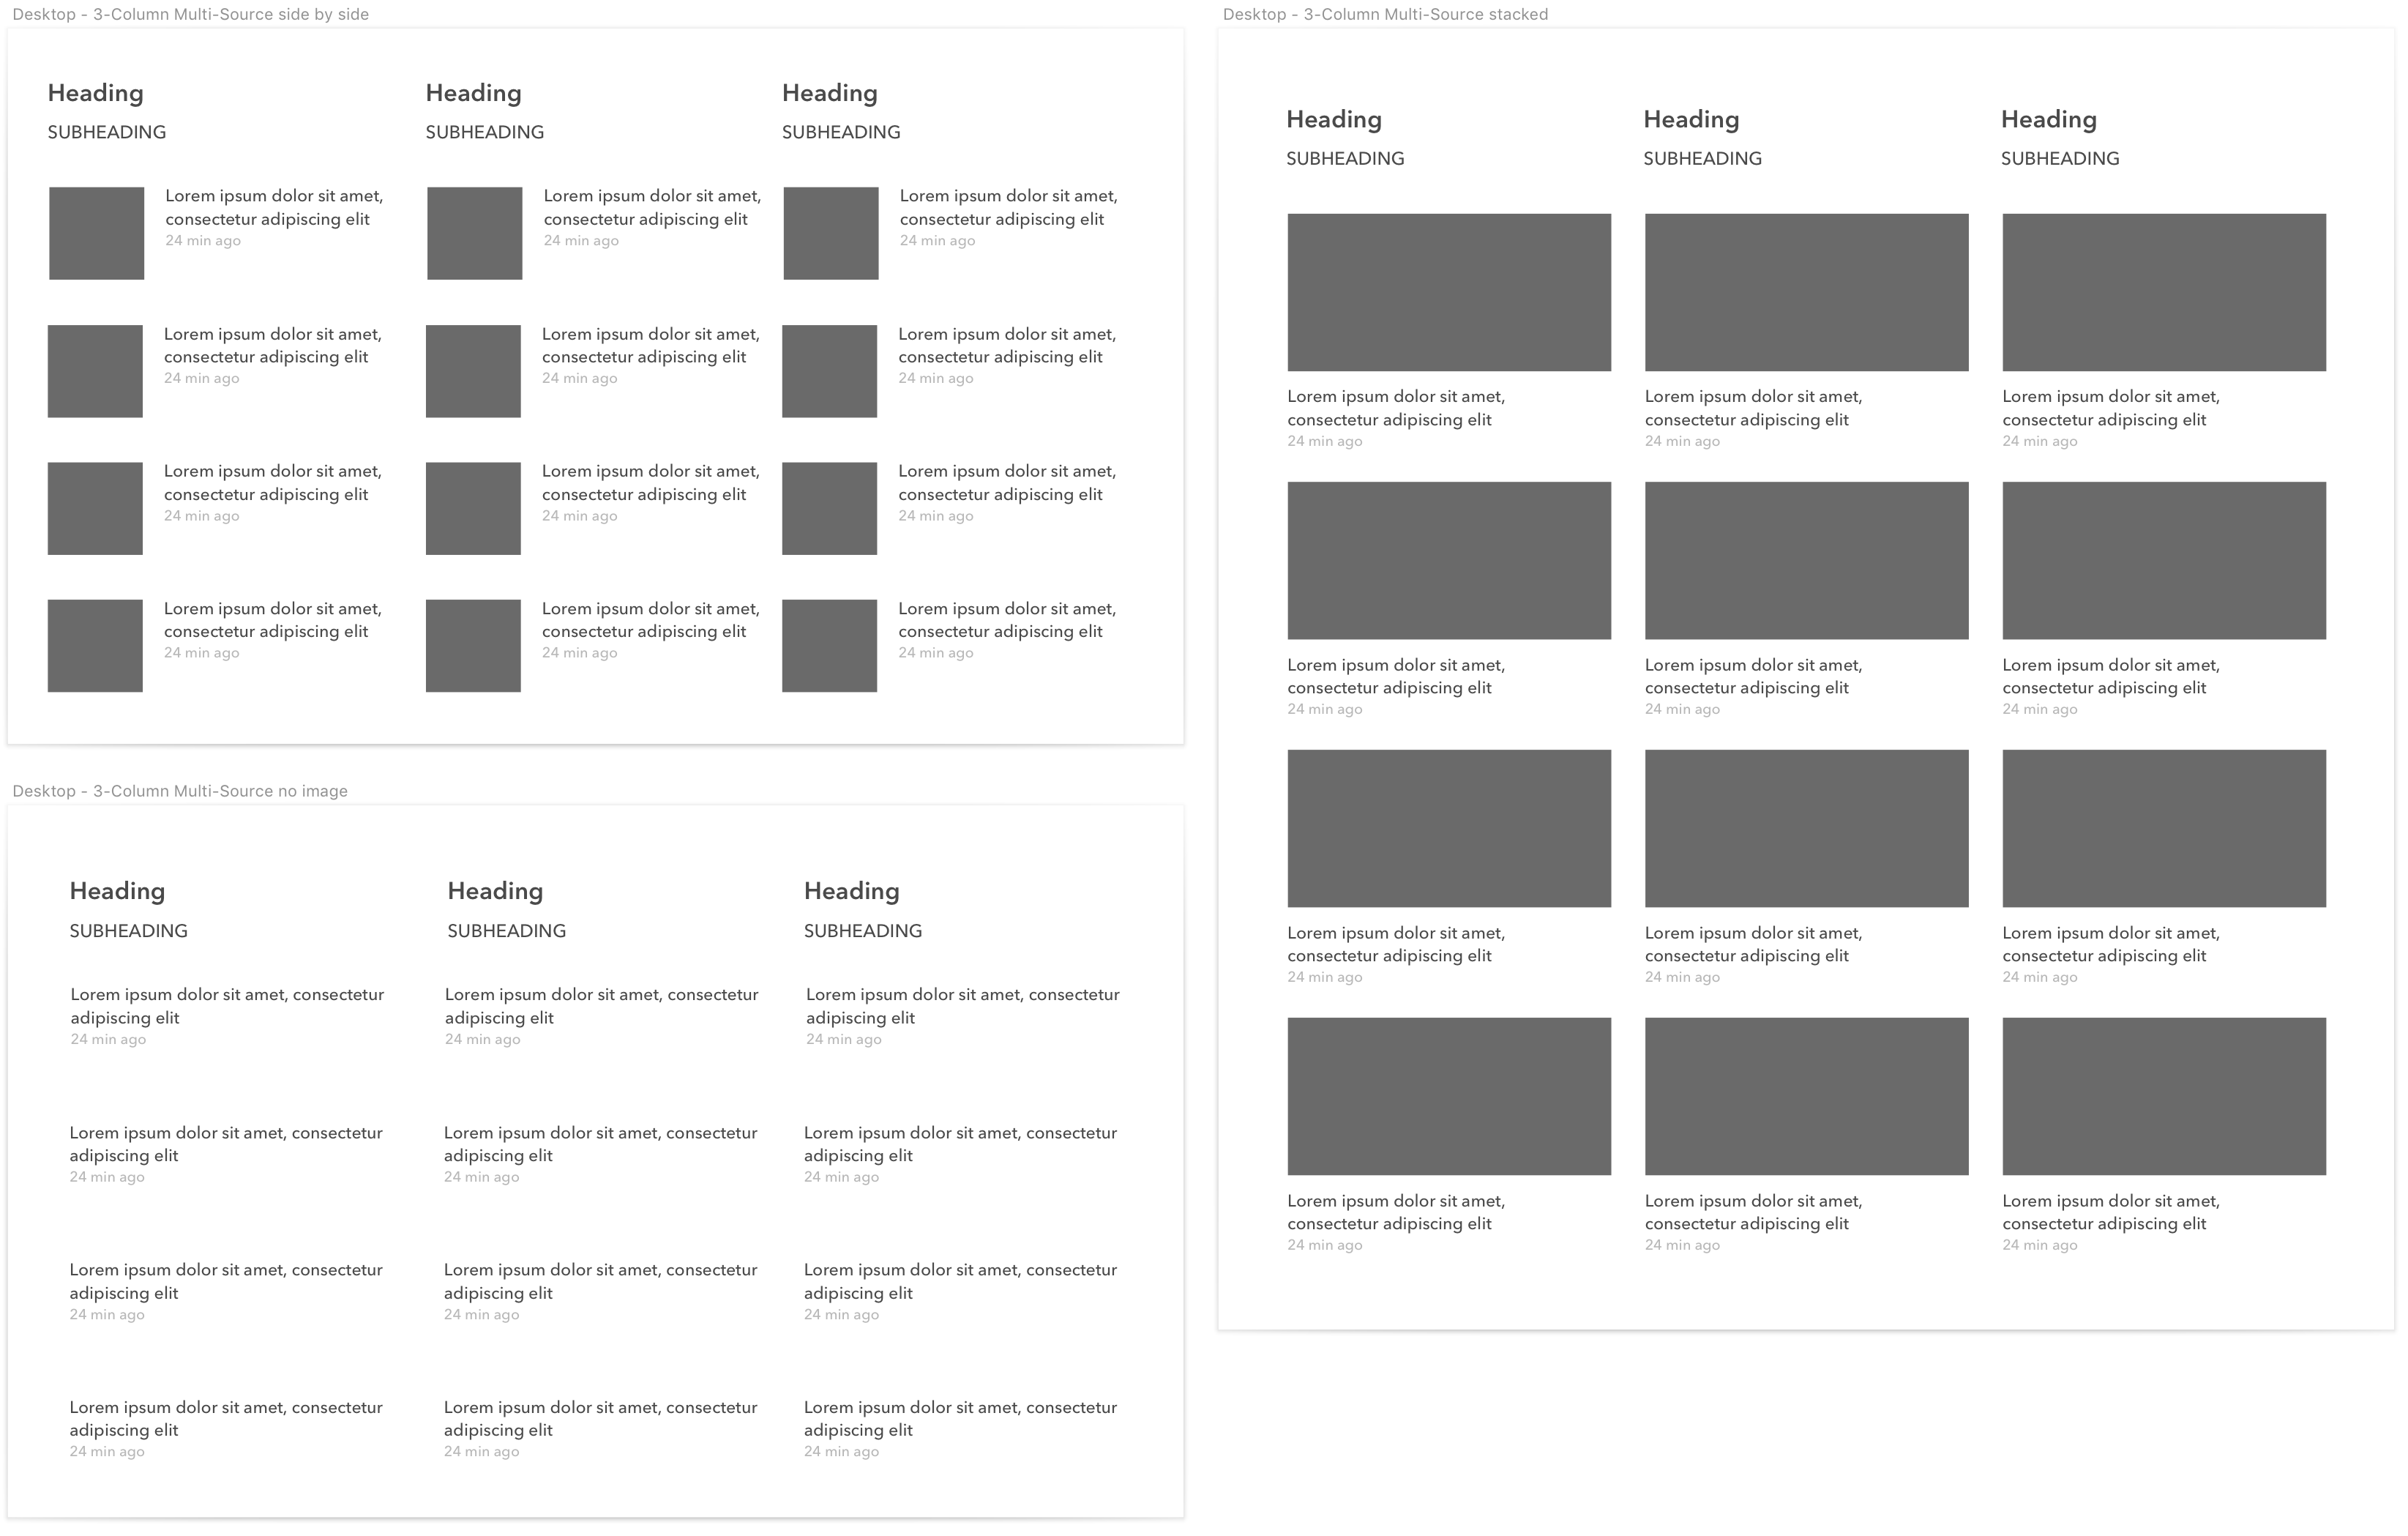 Desktop - 3-Column Multi-Source side by side
Heading
SUBHEADING
Lorem ipsum dolor sit amet,
consectetur adipiscing elit
24 min ago
Lorem ipsum dolor sit amet,
consectetur adipiscing elit
24 min ago
Lorem ipsum dolor sit amet,
consectetur adipiscing elit
24 min ago
Lorem ipsum dolor sit amet,
consectetur adipiscing elit
24 min ago
Heading
SUBHEADING
Lorem ipsum dolor sit amet,
consectetur adipiscing elit
24 min ago
Lorem ipsum dolor sit amet,
consectetur adipiscing elit
24 min ago
Lorem ipsum dolor sit amet,
consectetur adipiscing elit
24 min ago
Lorem ipsum dolor sit amet,
consectetur adipiscing elit
24 min ago
Heading
SUBHEADING
Lorem ipsum dolor sit amet,
consectetur adipiscing elit
24 min ago
Lorem ipsum dolor sit amet,
consectetur adipiscing elit
24 min ago
Lorem ipsum dolor sit amet,
consectetur adipiscing elit
24 min ago
Lorem ipsum dolor sit amet,
consectetur adipiscing elit
24 min ago
Desktop - 3-Column Multi-Source no image
Heading
SUBHEADING
Lorem ipsum dolor sit amet, consectetur
adipiscing elit
24 min ago
Lorem ipsum dolor sit amet, consectetur
adipiscing elit
24 min ago
Lorem ipsum dolor sit amet, consectetur
adipiscing elit
24 min ago
Lorem ipsum dolor sit amet, consectetur
adipiscing elit
24 min ago
Heading
SUBHEADING
Lorem ipsum dolor sit amet, consectetur
adipiscing elit
24 min ago
Lorem ipsum dolor sit amet, consectetur
adipiscing elit
24 min ago
Lorem ipsum dolor sit amet, consectetur
adipiscing elit
24 min ago
Lorem ipsum dolor sit amet, consectetur
adipiscing elit
24 min ago
Heading
SUBHEADING
Lorem ipsum dolor sit amet, consectetur
adipiscing elit
24 min ago
Lorem ipsum dolor sit amet, consectetur
adipiscing elit
24 min ago
Lorem ipsum dolor sit amet, consectetur
adipiscing elit
24 min ago
Lorem ipsum dolor sit amet, consectetur
adipiscing elit
24 min ago
Desktop - 3-Column Multi-Source stacked
Heading
SUBHEADING
Lorem ipsum dolor sit amet,
consectetur adipiscing elit
24 min ago
Lorem ipsum dolor sit amet,
consectetur adipiscing elit
24 min ago
Lorem ipsum dolor sit amet,
consectetur adipiscing elit
24 min ago
Lorem ipsum dolor sit amet,
consectetur adipiscing elit
24 min ago
Heading
SUBHEADING
Lorem ipsum dolor sit amet,
consectetur adipiscing elit
24 min ago
Lorem ipsum dolor sit amet,
consectetur adipiscing elit
24 min ago
Lorem ipsum dolor sit amet,
consectetur adipiscing elit
24 min ago
Lorem ipsum dolor sit amet,
consectetur adipiscing elit
24 min ago
Heading
SUBHEADING
Lorem ipsum dolor sit amet,
consectetur adipiscing elit
24 min ago
Lorem ipsum dolor sit amet,
consectetur adipiscing elit
24 min ago
Lorem ipsum dolor sit amet,
consectetur adipiscing elit
24 min ago
Lorem ipsum dolor sit amet,
consectetur adipiscing elit
24 min ago